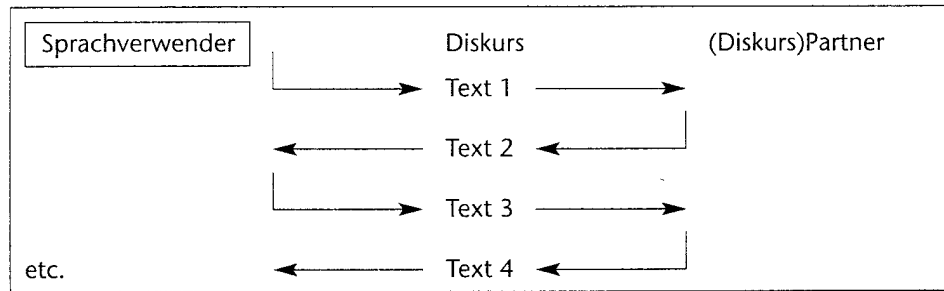 Sprachverwender Diskurs (Diskurs)Partner
Text 1
Text 2
Text 3
etc. Text 4